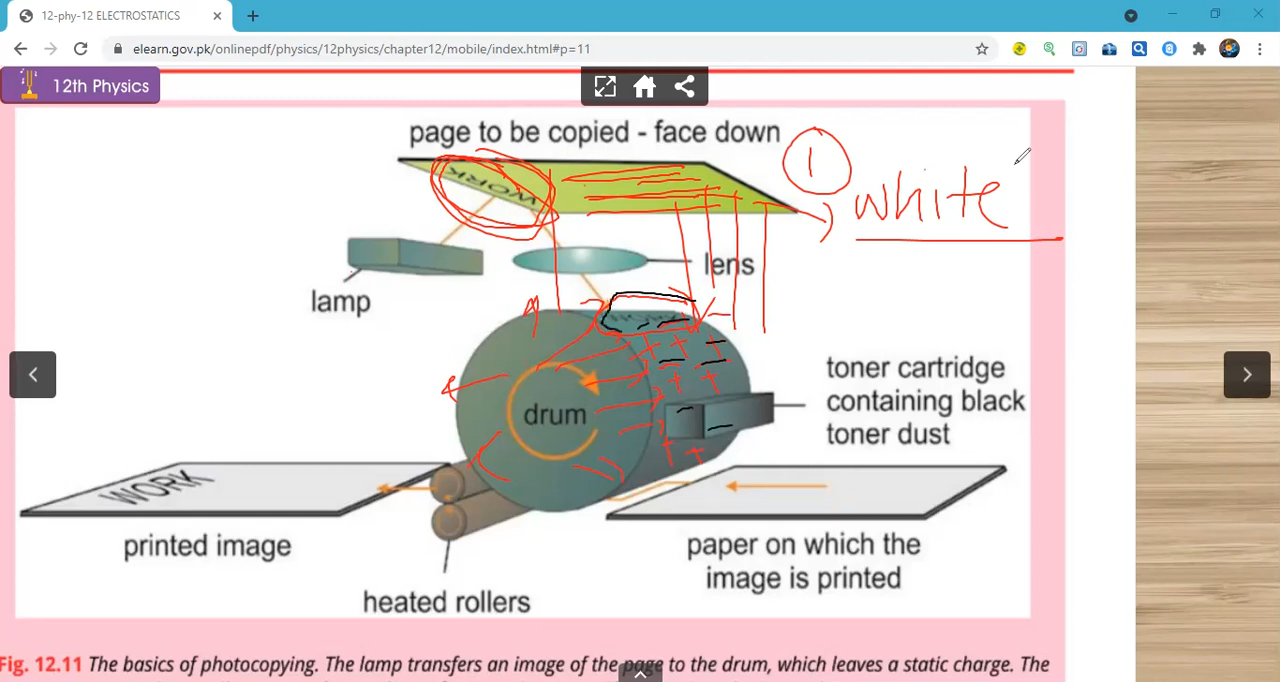 12-phy-12 ELECTROSTATICS
elearn.gov.pk/onlinepdf/physics/12physics/chapter12/mobile/index.html#p=11
12th Physics
page to be copied - face down
1
white
WORK
lens
lamp
WORK
drum
toner cartridge
containing black
toner dust
WORK
printed image
paper on which the
image is printed
heated rollers
Fig. 12.11 The basics of photocopying. The lamp transfers an image of the page to the drum, which leaves a static charge. The